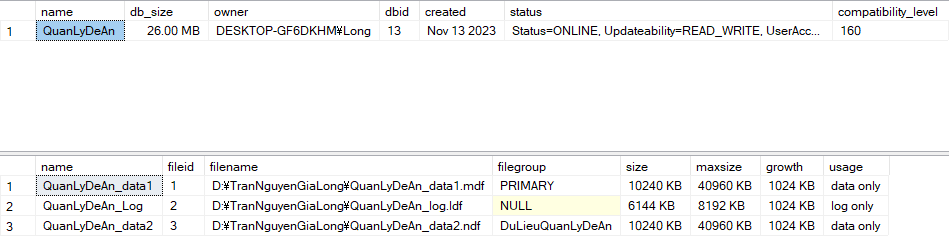 name db_size owner dbid created status compatibility_level
1 QuanLyDeAn 26.00 MB DESKTOP-GF6DKHM¥Long 13 Nov 13 2023 Status=ONLINE, Updateability=READ_WRITE, UserAcc... 160
name fileid filename filegroup size maxsize growth usage
1 QuanLyDeAn_data1 1 D:¥TranNguyenGiaLong¥QuanLyDeAn_data1.mdf PRIMARY 10240 KB 40960 KB 1024 KB data only
2 QuanLyDeAn_Log 2 D:¥TranNguyenGiaLong¥QuanLyDeAn_log.ldf NULL 6144 KB 8192 KB 1024 KB log only
3 QuanLyDeAn_data2 3 D:¥TranNguyenGiaLong¥QuanLyDeAn_data2.ndf DuLieuQuanLyDeAn 10240 KB 40960 KB 1024 KB data only